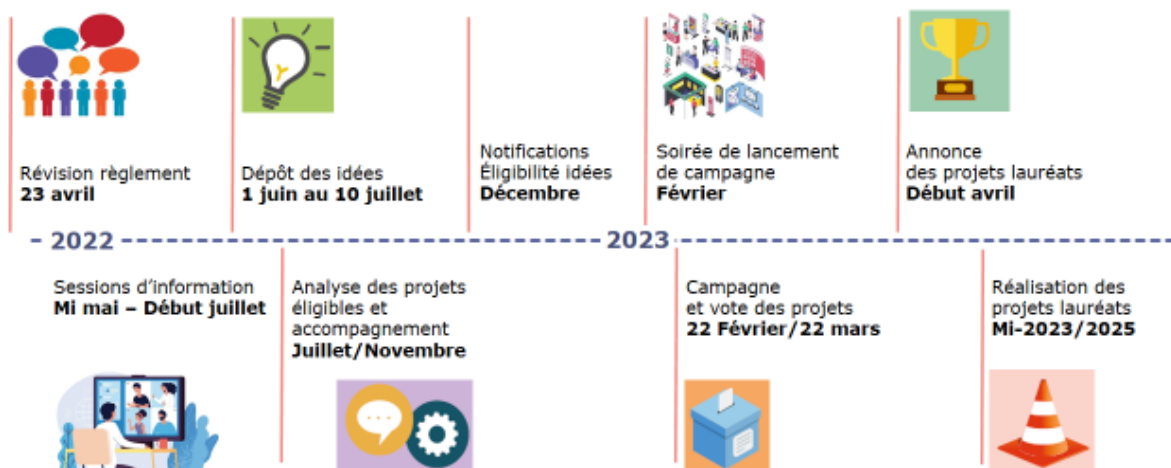 Révision règlement
23 avril
Dépôt des idées
1 juin au 10 juillet
Notifications
Éligibilité idées
Décembre
Soirée de lancement
de campagne
Février
Annonce
des projets lauréats
Début avril
2022
2023
Sessions d'information
Mi mai – Début juillet
Analyse des projets
éligibles et
accompagnement
Juillet/Novembre
Campagne
et vote des projets
22 Février/22 mars
Réalisation des
projets lauréats
Mi-2023/2025